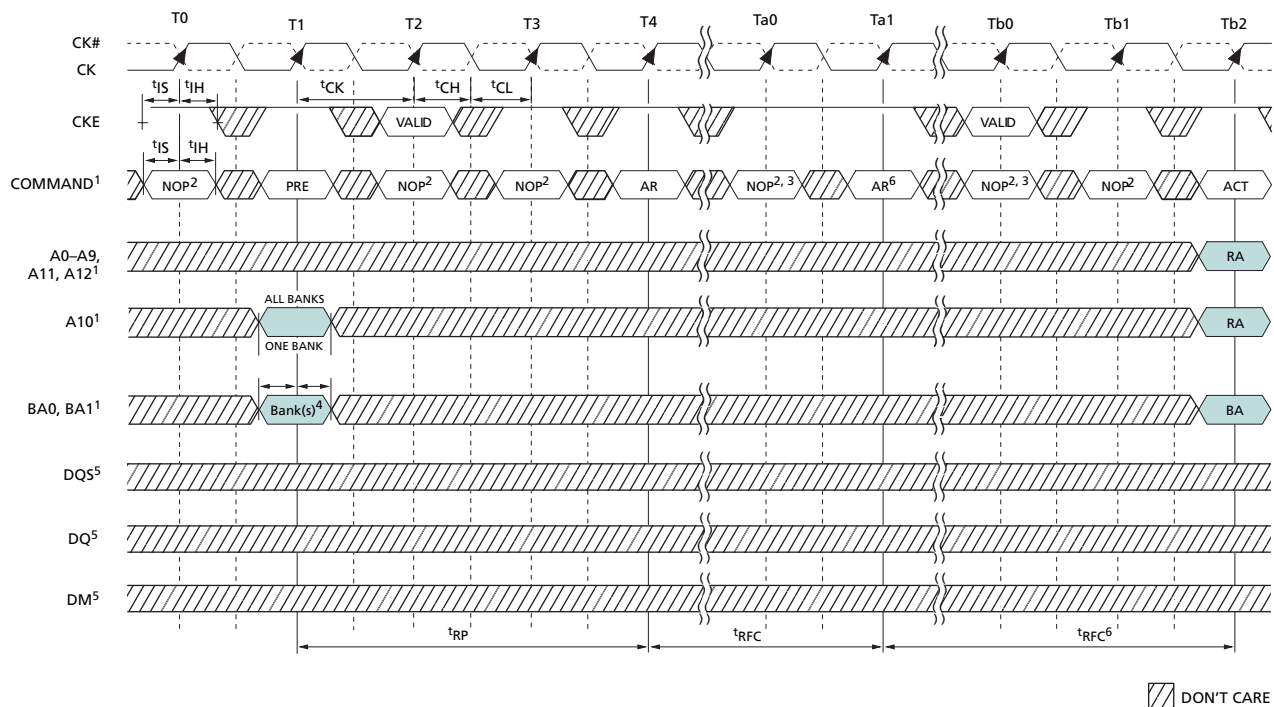 T0 T1 T2 T3 T4 Ta0 Ta1 Tb0 Tb1 Tb2
CK#
CK
tIS tIH tCK tCH tCL
CKE VALID VALID
tIS tIH
COMMAND1 NOP2 PRE NOP2 NOP2 AR NOP2, 3 AR6 NOP2, 3 NOP2 ACT
A0–A9,
A11, A121 RA
ALL BANKS
A101 RA
ONE BANK
BA0, BA11 Bank(s)4 BA
DQS5
DQ5
DM5
tRP tRFC tRFC6
DON'T CARE